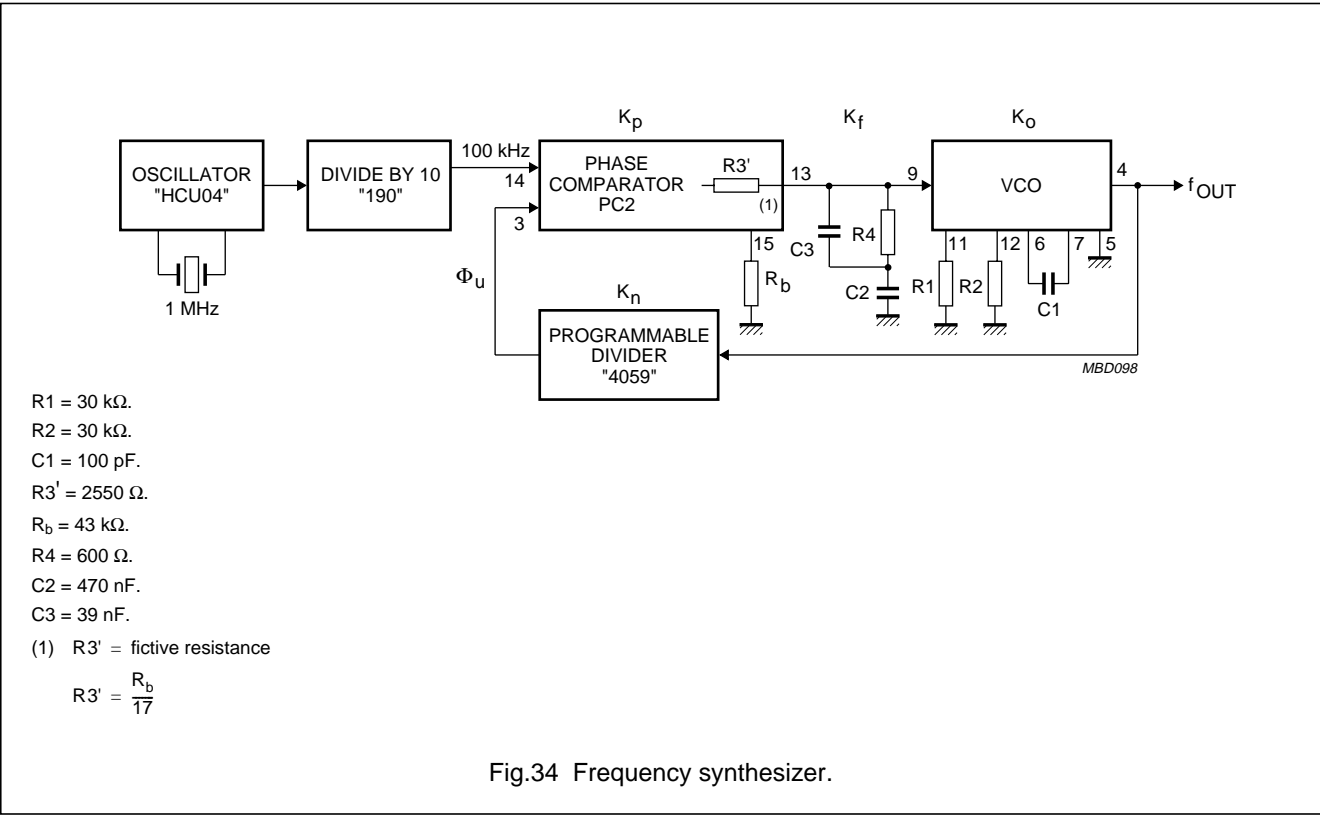 Kp
Kf
Ko
OSCILLATOR
"HCU04"
DIVIDE BY 10
"190"
100 kHz
14
3
PHASE
COMPARATOR
PC2
R3'
(1)
13
9
VCO
4
fOUT
15
Rb
C3
R4
C2
11
12
6
7
5
R1
R2
C1
1 MHz
Φu
Kn
PROGRAMMABLE
DIVIDER
"4059"
MBD098
R1 = 30 kΩ.
R2 = 30 kΩ.
C1 = 100 pF.
R3' = 2550 Ω.
Rb = 43 kΩ.
R4 = 600 Ω.
C2 = 470 nF.
C3 = 39 nF.
(1) R3' = fictive resistance
R3' = Rb
17
Fig.34 Frequency synthesizer.